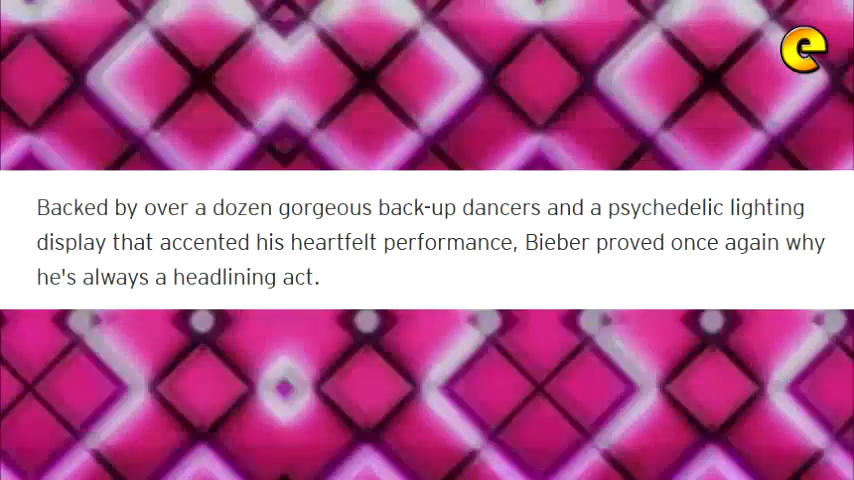 e
Backed by over a dozen gorgeous back-up dancers and a psychedelic lighting
display that accented his heartfelt performance, Bieber proved once again why
he's always a headlining act.